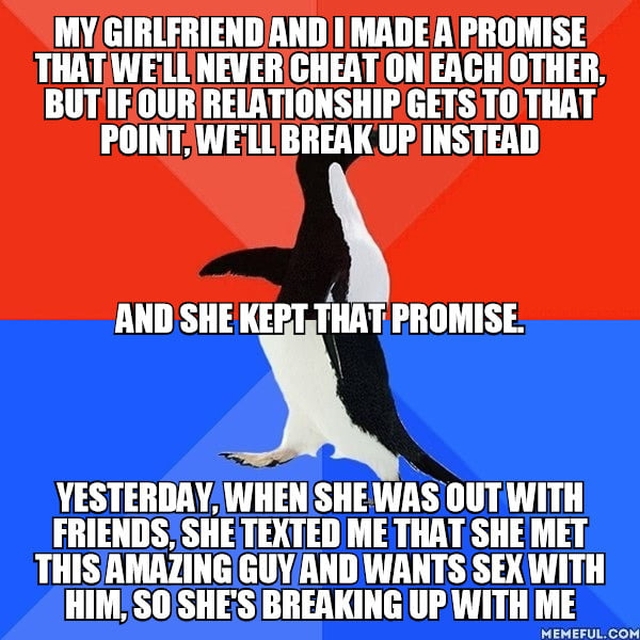 MY GIRLFRIEND AND I MADE A PROMISE
THAT WE'LL NEVER CHEAT ON EACH OTHER,
BUT IF OUR RELATIONSHIP GETS TO THAT
POINT, WE'LL BREAK UP INSTEAD
AND SHE KEPT THAT PROMISE.
YESTERDAY, WHEN SHE WAS OUT WITH
FRIENDS, SHE TEXTED ME THAT SHE MET
THIS AMAZING GUY AND WANTS SEX WITH
HIM, SO SHE'S BREAKING UP WITH ME
MEMEFUL.COM